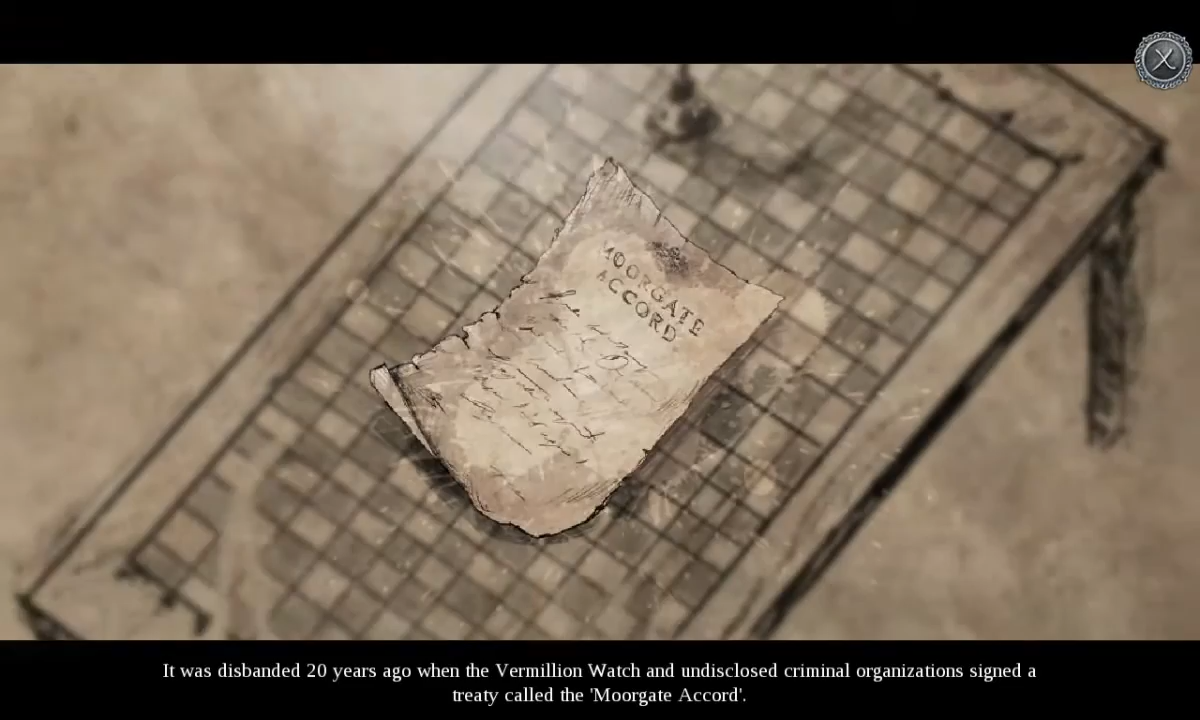 MOORGATE
ACCORD
It was disbanded 20 years ago when the Vermillion Watch and undisclosed criminal organizations signed a
treaty called the 'Moorgate Accord'.